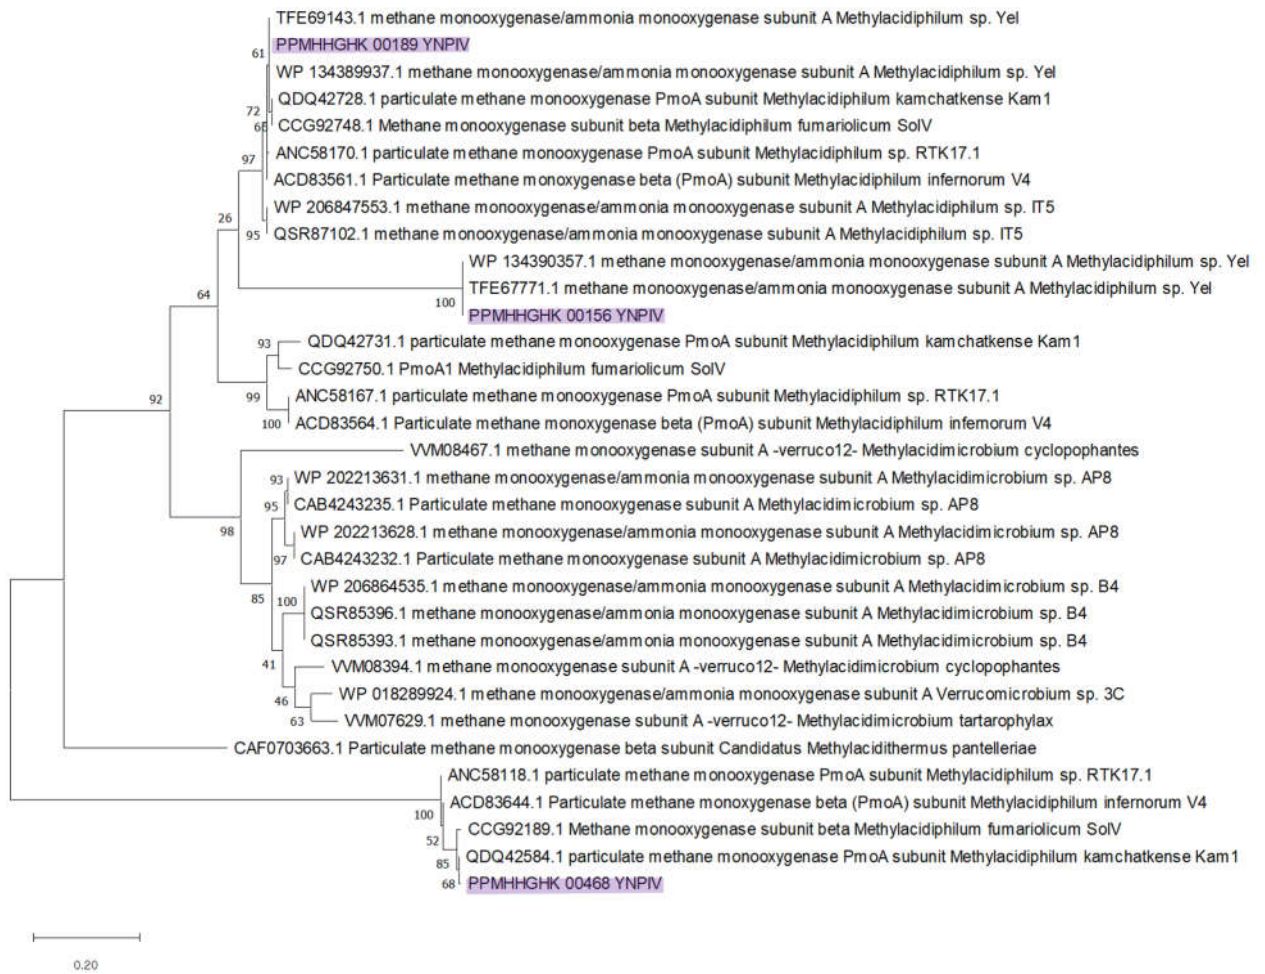 TFE69143.1 methane monooxygenase/ammonia monooxygenase subunit A Methylacidiphilum sp. Yel
PPMHHGHK 00189 YNPIV
61
WP 134389937.1 methane monooxygenase/ammonia monooxygenase subunit A Methylacidiphilum sp. Yel
QDQ42728.1 particulate methane monooxygenase PmoA subunit Methylacidiphilum kamchatkense Kam1
72
CCG92748.1 Methane monooxygenase subunit beta Methylacidiphilum fumariolicum SolV
ANC58170.1 particulate methane monooxygenase PmoA subunit Methylacidiphilum sp. RTK17.1
97
ACD83561.1 Particulate methane monoxygenase beta (PmoA) subunit Methylacidiphilum infernorum V4
WP 206847553.1 methane monooxygenase/ammonia monooxygenase subunit A Methylacidiphilum sp. IT5
26
95
QSR87102.1 methane monooxygenase/ammonia monooxygenase subunit A Methylacidiphilum sp. IT5
WP 134390357.1 methane monooxygenase/ammonia monooxygenase subunit A Methylacidiphilum sp. Yel
TFE67771.1 methane monooxygenase/ammonia monooxygenase subunit A Methylacidiphilum sp. Yel
64
100
PPMHHGHK 00156 YNPIV
93
QDQ42731.1 particulate methane monooxygenase PmoA subunit Methylacidiphilum kamchatkense Kam1
CCG92750.1 PmoA1 Methylacidiphilum fumariolicum SolV
92
99
ANC58167.1 particulate methane monooxygenase PmoA subunit Methylacidiphilum sp. RTK17.1
100
ACD83564.1 Particulate methane monoxygenase beta (PmoA) subunit Methylacidiphilum infernorum V4
VVM08467.1 methane monooxygenase subunit A -verruco12- Methylacidimicrobium cyclopophantes
93
WP 202213631.1 methane monooxygenase/ammonia monooxygenase subunit A Methylacidimicrobium sp. AP8
95
CAB4243235.1 Particulate methane monooxygenase subunit A Methylacidimicrobium sp. AP8
98
WP 202213628.1 methane monooxygenase/ammonia monooxygenase subunit A Methylacidimicrobium sp. AP8
97
CAB4243232.1 Particulate methane monooxygenase subunit A Methylacidimicrobium sp. AP8
WP 206864535.1 methane monooxygenase/ammonia monooxygenase subunit A Methylacidimicrobium sp. B4
85
100
QSR85396.1 methane monooxygenase/ammonia monooxygenase subunit A Methylacidimicrobium sp. B4
QSR85393.1 methane monooxygenase/ammonia monooxygenase subunit A Methylacidimicrobium sp. B4
41
VVM08394.1 methane monooxygenase subunit A -verruco12- Methylacidimicrobium cyclopophantes
46
WP 018289924.1 methane monooxygenase/ammonia monooxygenase subunit A Verrucomicrobium sp. 3C
63
VVM07629.1 methane monooxygenase subunit A -verruco12- Methylacidimicrobium tartarophylax
CAF0703663.1 Particulate methane monooxygenase beta subunit Candidatus Methylacidithermus pantelleriae
ANC58118.1 particulate methane monooxygenase PmoA subunit Methylacidiphilum sp. RTK17.1
ACD83644.1 Particulate methane monoxygenase beta (PmoA) subunit Methylacidiphilum infernorum V4
100
CCG92189.1 Methane monooxygenase subunit beta Methylacidiphilum fumariolicum SolV
52
QDQ42584.1 particulate methane monooxygenase PmoA subunit Methylacidiphilum kamchatkense Kam1
85
68
PPMHHGHK 00468 YNPIV
0.20